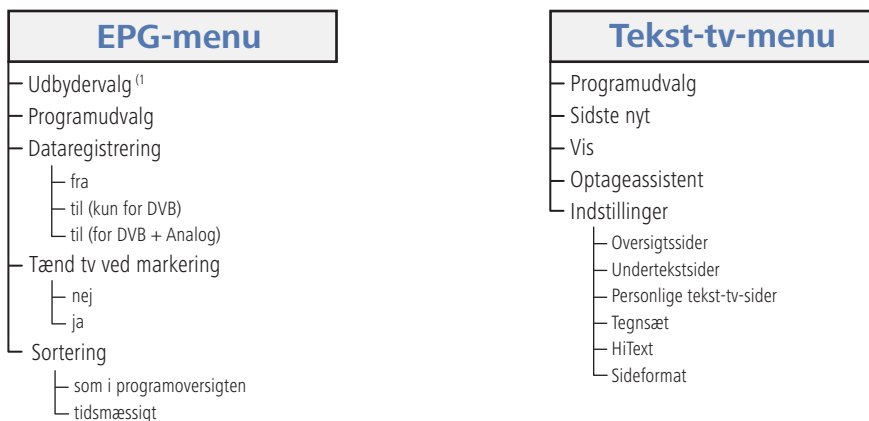 EPG-menu
Udbydervalg (1
Programudvalg
Dataregistrering
fra
til (kun for DVB)
til (for DVB + Analog)
Tænd tv ved markering
nej
ja
Sortering
som i programoversigten
tidsmæssigt
Tekst-tv-menu
Programudvalg
Sidste nyt
Vis
Optageassistent
Indstillinger
Oversigtssider
Undertekstsider
Personlige tekst-tv-sider
Tegnsæt
HiText
Sideformat